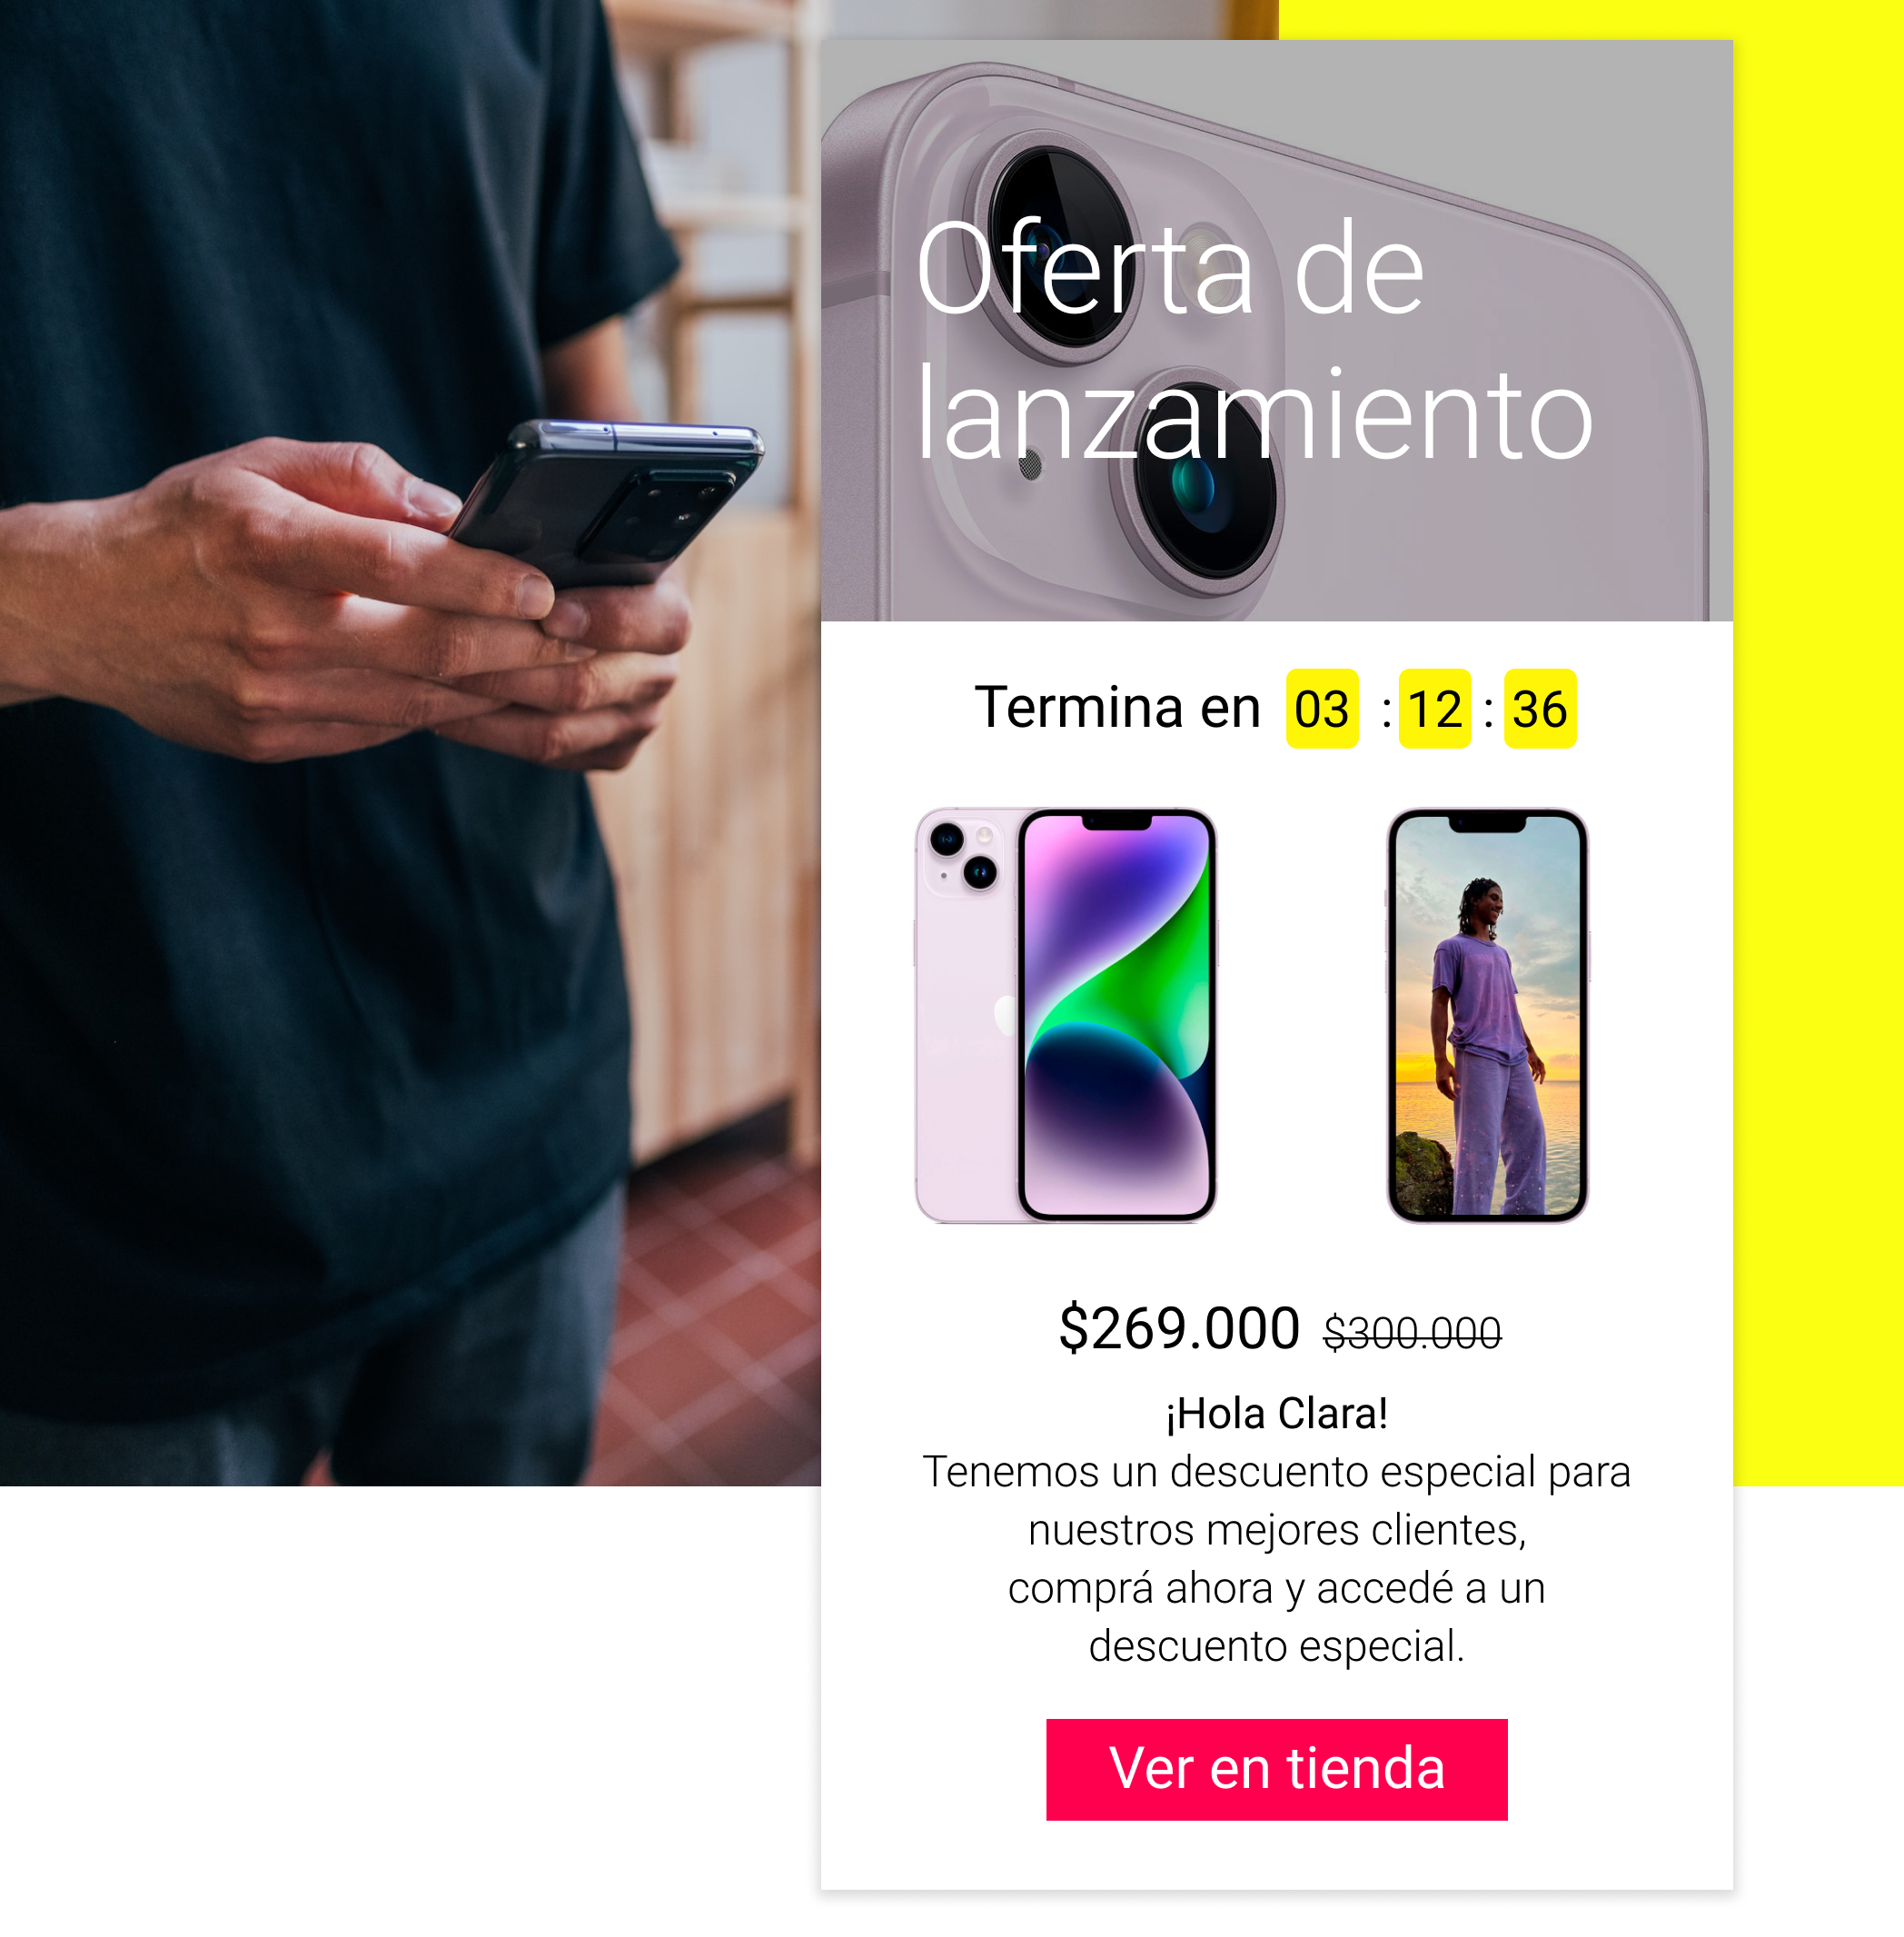 Oferta de
lanzamiento
Termina en 03 : 12 : 36
$269.000 $300.000
¡Hola Clara!
Tenemos un descuento especial para
nuestros mejores clientes,
comprá ahora y accedé a un
descuento especial.
Ver en tienda